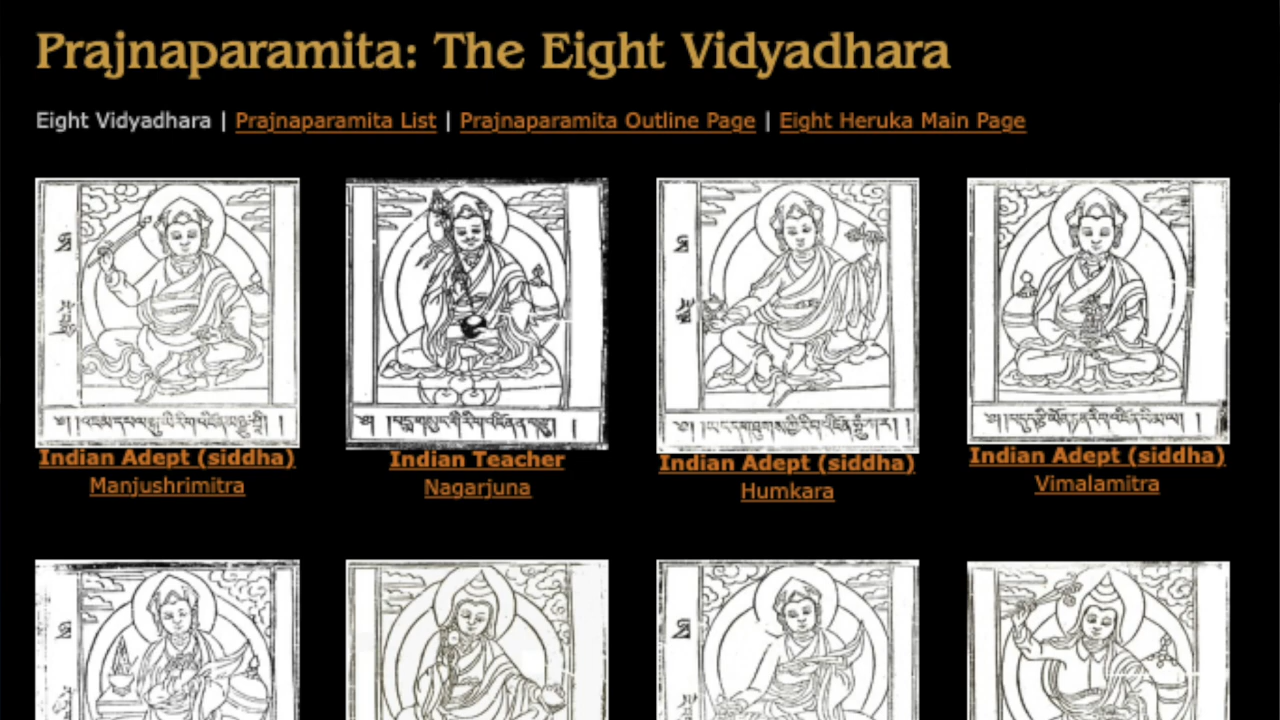 Prajnaparamita: The Eight Vidyadhara
Eight Vidyadhara | Prajnaparamita List | Prajnaparamita Outline Page | Eight Heruka Main Page
Indian Adept (siddha)
Manjushrimitra
Indian Teacher
Nagarjuna
Indian Adept (siddha)
Humkara
Indian Adept (siddha)
Vimalamitra